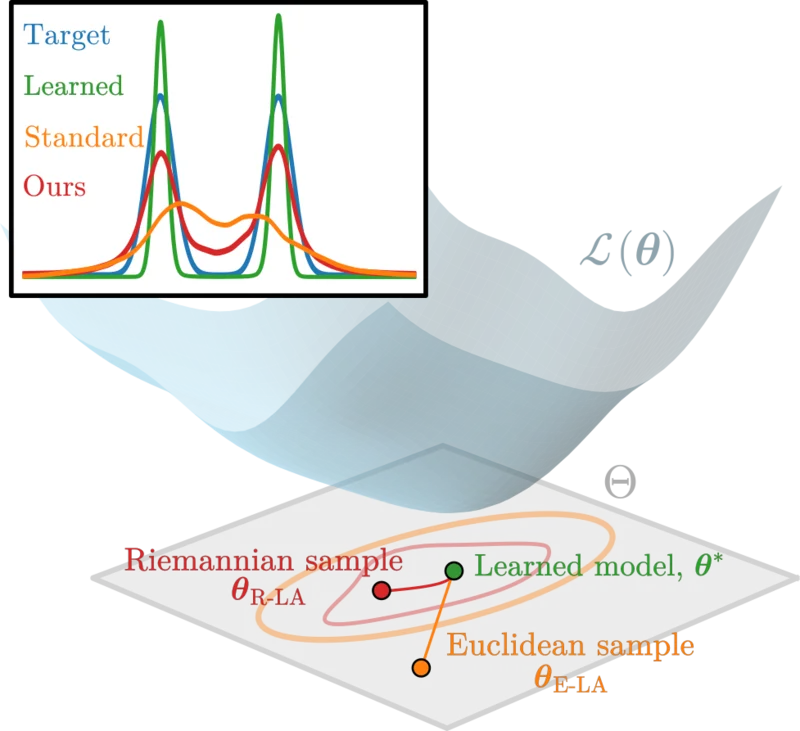 Target
Learned
Standard
Ours
𝓛(𝜽)
Θ
Riemannian sample
𝜽R-LA
Learned model, 𝜽*
Euclidean sample
𝜽E-LA